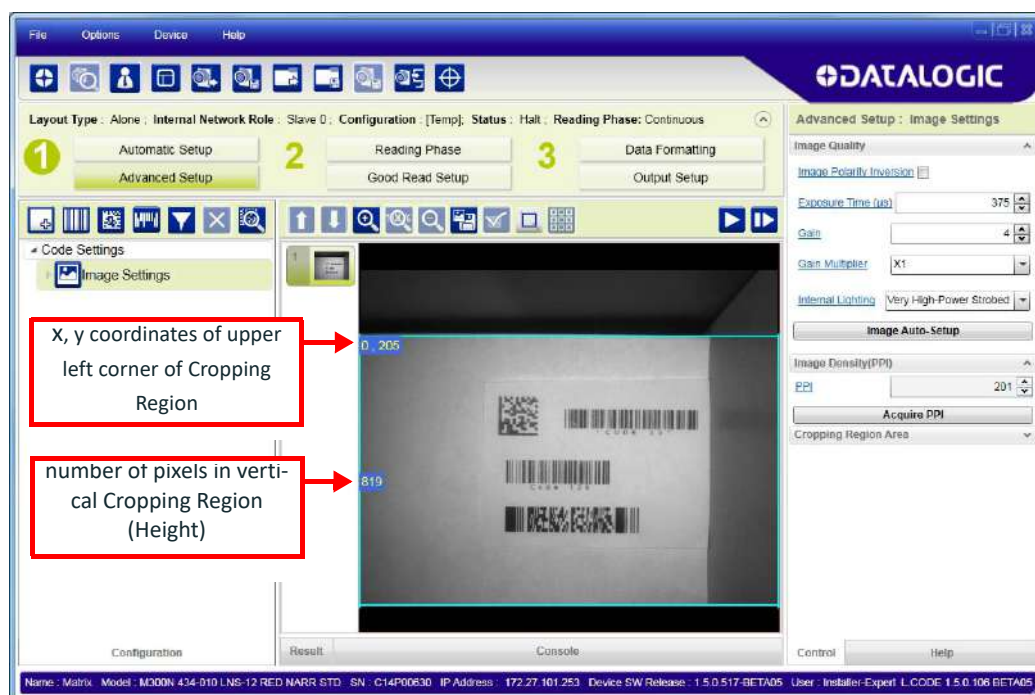 File Options Device Help
DATALOGIC
Layout Type : Alone ; Internal Network Role : Slave 0 ; Configuration : [Temp]; Status : Halt ; Reading Phase: Continuous
1 Automatic Setup
Advanced Setup
2 Reading Phase
Good Read Setup
3 Data Formatting
Output Setup
Code Settings
Image Settings
x, y coordinates of upper
left corner of Cropping
Region
number of pixels in verti-
cal Cropping Region
(Height)
Configuration
1
0 , 205
819
CODE 39
CODE 128
Result Console
Advanced Setup : Image Settings
Image Quality
Image Polarity Inversion
Exposure Time (µs) 375
Gain 4
Gain Multiplier X1
Internal Lighting Very High-Power Strobed
Image Auto-Setup
Image Density(PPI)
PPI 201
Acquire PPI
Cropping Region Area
Control Help
Name : Matrix Model : M300N 434-010 LNS-12 RED NARR STD SN : C14P00630 IP Address : 172.27.101.253 Device SW Release : 1.5.0.517-BETA05 User : Installer-Expert L.CODE 1.5.0.106 BETA05